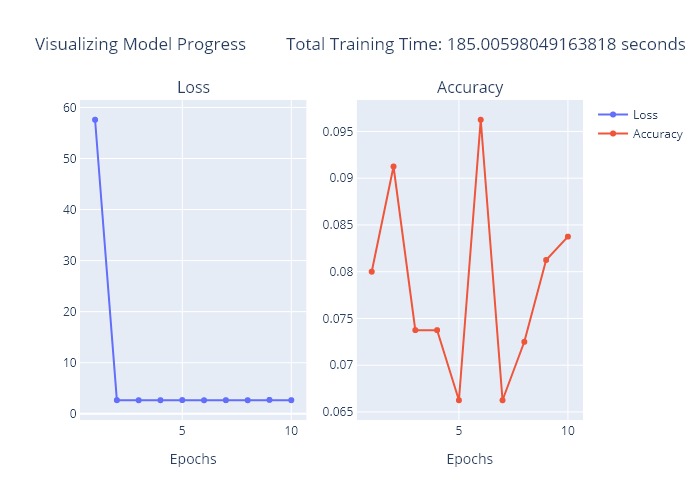 Visualizing Model Progress Total Training Time: 185.00598049163818 seconds
Loss
Accuracy
60
50
40
30
20
10
0
5
10
Epochs
0.095
0.09
0.085
0.08
0.075
0.07
0.065
5
10
Epochs
Loss
Accuracy